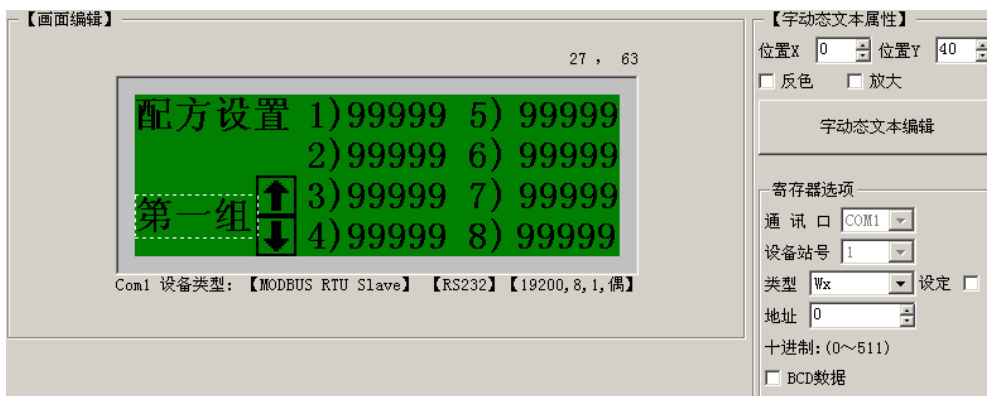 【画面编辑】
27 , 63
配方设置 1)99999 5) 99999
2)99999 6) 99999
3)99999 7) 99999
第一组
4)99999 8) 99999
Com1 设备类型: 【MODBUS RTU Slave】 【RS232】【19200,8,1,偶】
【字动态文本属性】
位置X 0 位置Y 40
反色 放大
字动态文本编辑
寄存器选项
通 讯 口 COM1
设备站号 1
类型 Wx 设定
地址 0
十进制:(0～511)
BCD数据